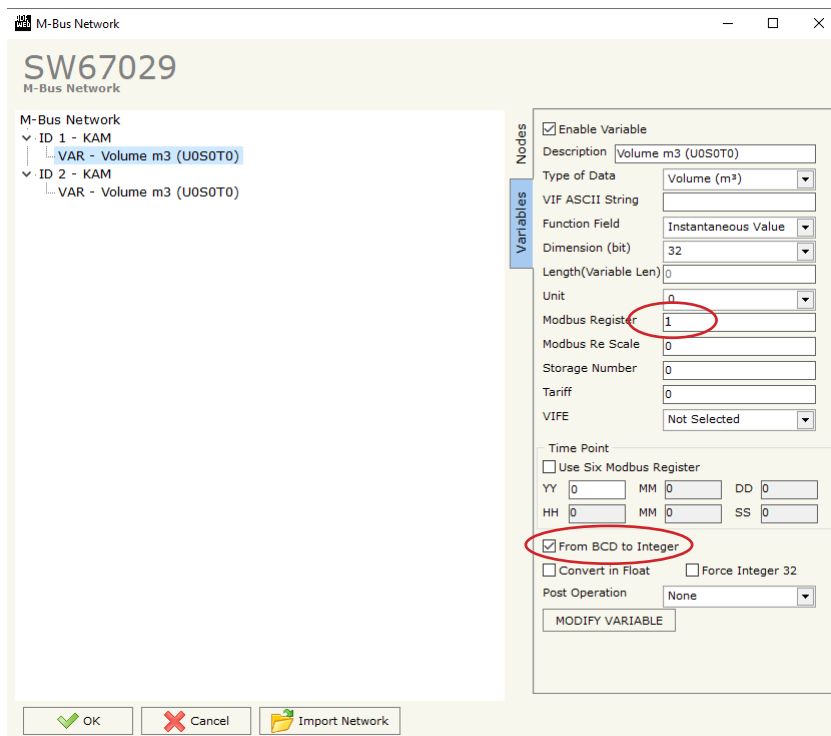 M-Bus Network
SW67029
M-Bus Network
M-Bus Network
ID 1 - KAM
VAR - Volume m3 (U0S0T0)
ID 2 - KAM
VAR - Volume m3 (U0S0T0)
Nodes
Variables
Enable Variable
Description Volume m3 (U0S0T0)
Type of Data Volume (m³)
VIF ASCII String
Function Field Instantaneous Value
Dimension (bit) 32
Length(Variable Len) 0
Unit 0
Modbus Register 1
Modbus Re Scale 0
Storage Number 0
Tariff 0
VIFE Not Selected
Time Point
Use Six Modbus Register
YY 0 MM 0 DD 0
HH 0 MM 0 SS 0
From BCD to Integer
Convert in Float Force Integer 32
Post Operation None
MODIFY VARIABLE
OK Cancel Import Network